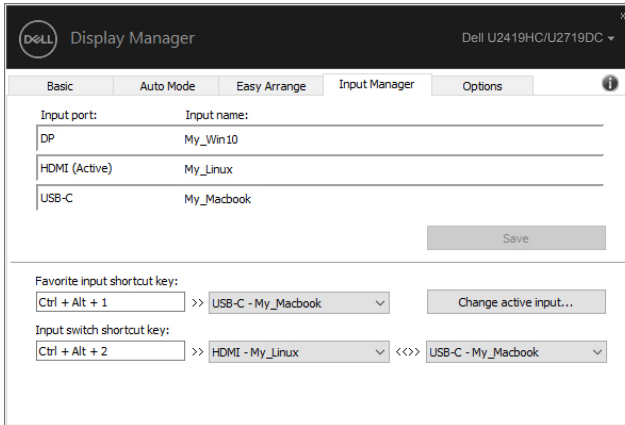 DELL Display Manager Dell U2419HC/U2719DC
x
Basic Auto Mode Easy Arrange Input Manager Options i
Input port: Input name:
DP My_Win10
HDMI (Active) My_Linux
USB-C My_Macbook
Save
Favorite input shortcut key:
Ctrl + Alt + 1 >> USB-C - My_Macbook Change active input...
Input switch shortcut key:
Ctrl + Alt + 2 >> HDMI - My_Linux <<>> USB-C - My_Macbook